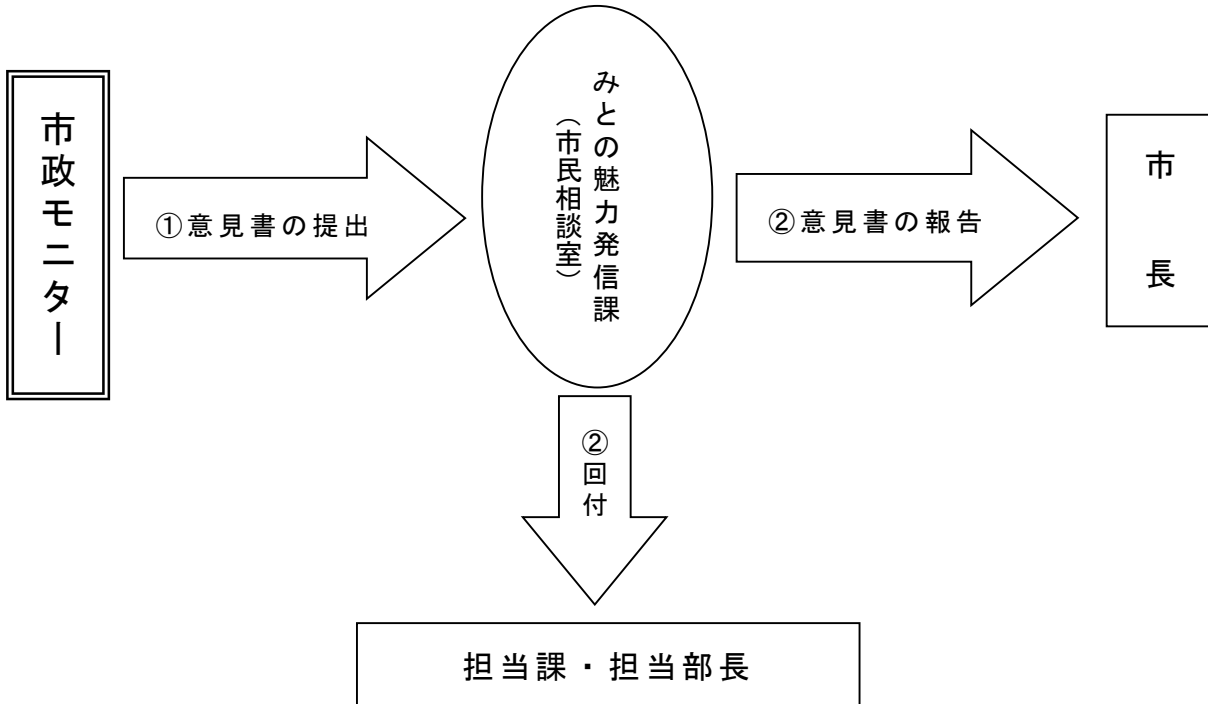 市政モニター
①意見書の提出
みとの魅力発信課
（市民相談室）
②意見書の報告
市長
②回付
担当課・担当部長